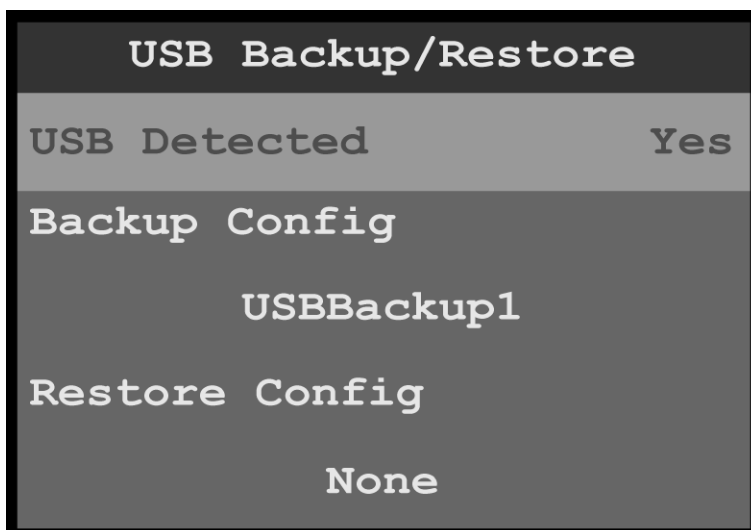 USB Backup/Restore
USB Detected Yes
Backup Config
USBBackup1
Restore Config
None